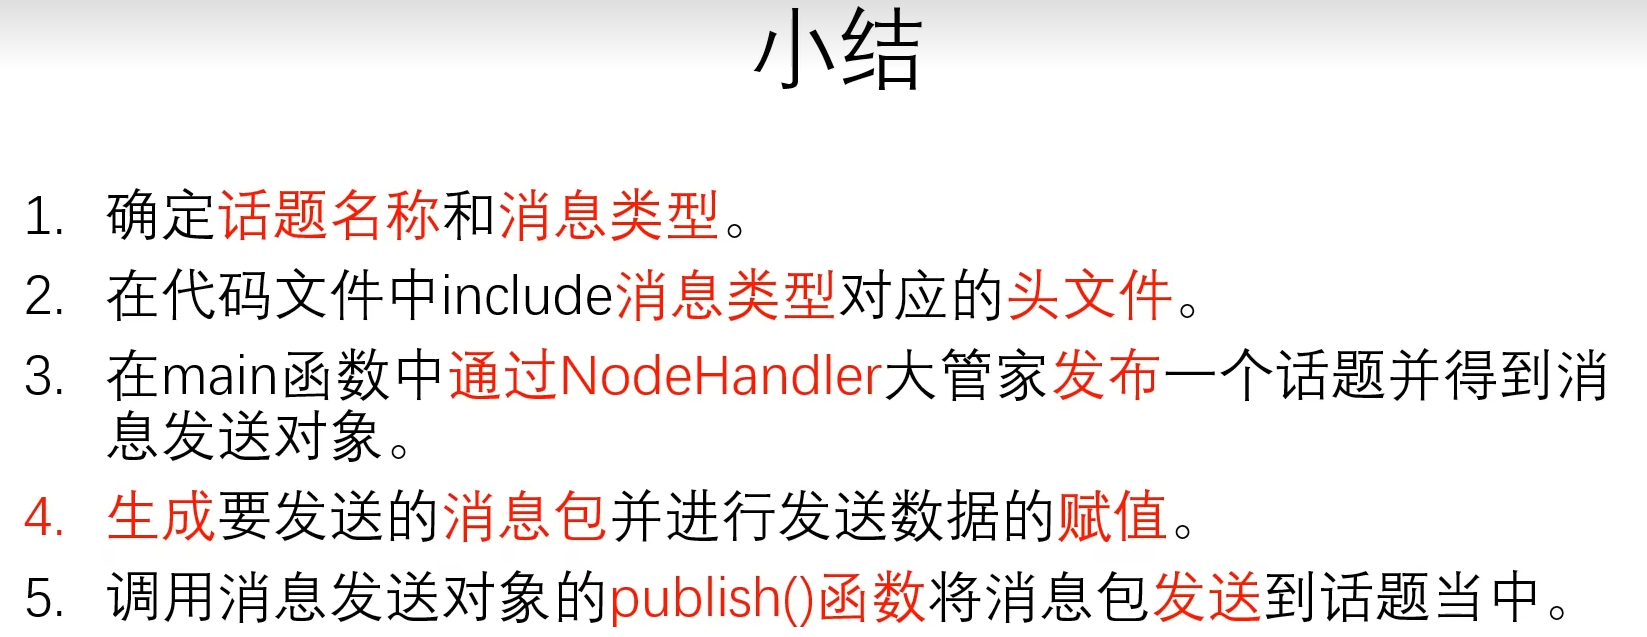 小结
1. 确定话题名称和消息类型。
2. 在代码文件中include消息类型对应的头文件。
3. 在main函数中通过NodeHandler大管家发布一个话题并得到消
息发送对象。
4. 生成要发送的消息包并进行发送数据的赋值。
5. 调用消息发送对象的publish()函数将消息包发送到话题当中。